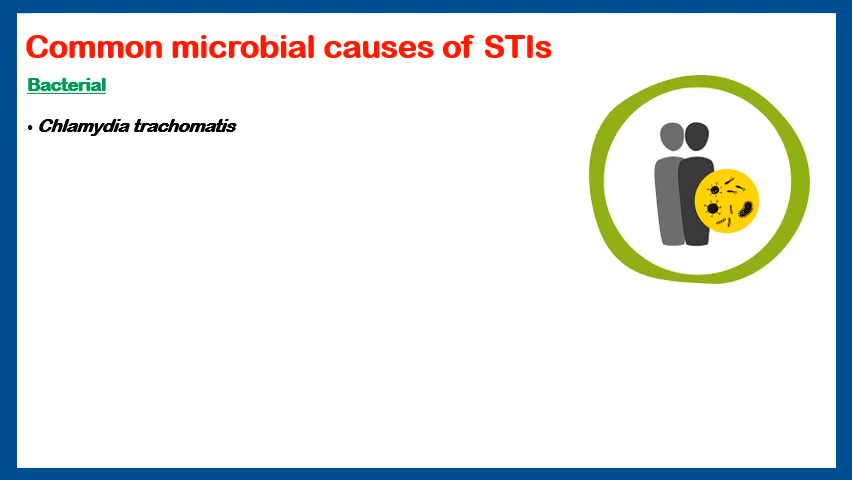 Common microbial causes of STIs
Bacterial
• Chlamydia trachomatis